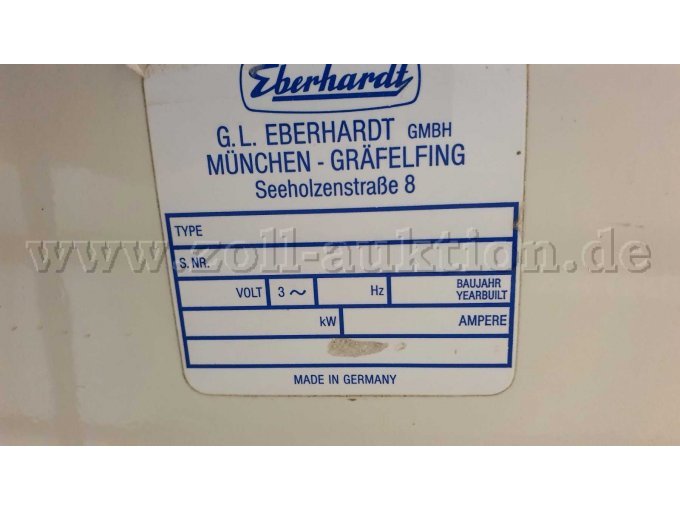 Eberhardt
G.L. EBERHARDT GMBH
MÜNCHEN - GRÄFELFING
Seeholzenstraße 8
TYPE
www.zoll-auktion.de
S. NR.
VOLT 3~ Hz BAUJAHR
YEARBUILT
kW AMPERE
MADE IN GERMANY